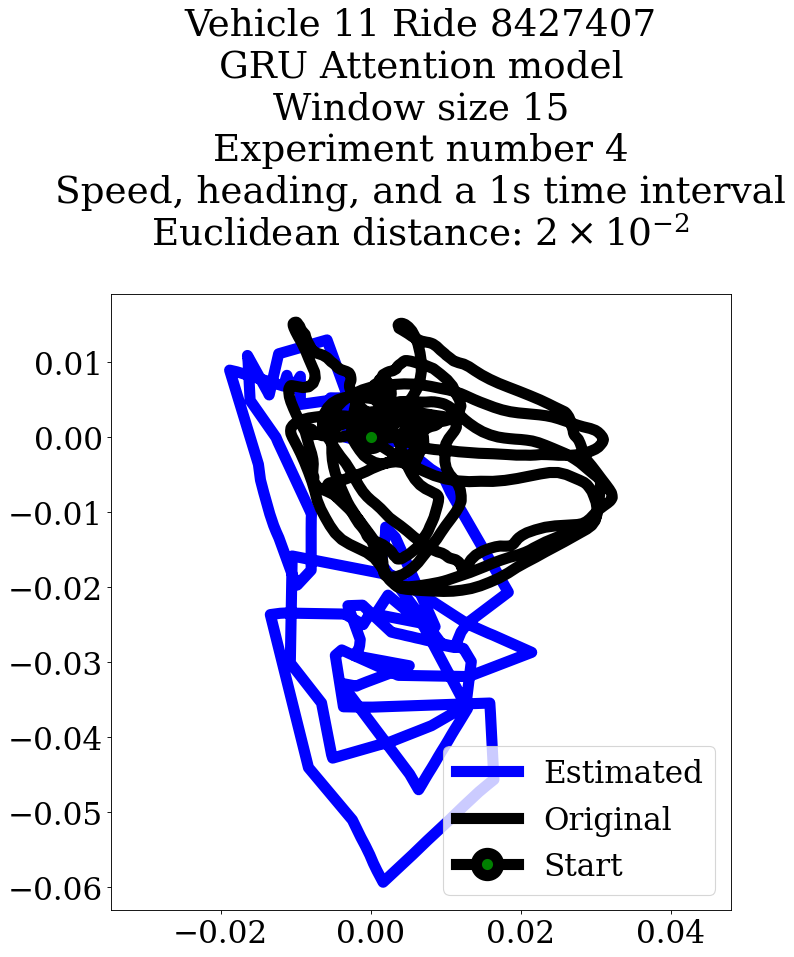 Vehicle 11 Ride 8427407
GRU Attention model
Window size 15
Experiment number 4
Speed, heading, and a 1s time interval
Euclidean distance: 2 × 10⁻²
0.01
0.00
−0.01
−0.02
−0.03
−0.04
−0.05
−0.06
Estimated
Original
Start
−0.02 0.00 0.02 0.04